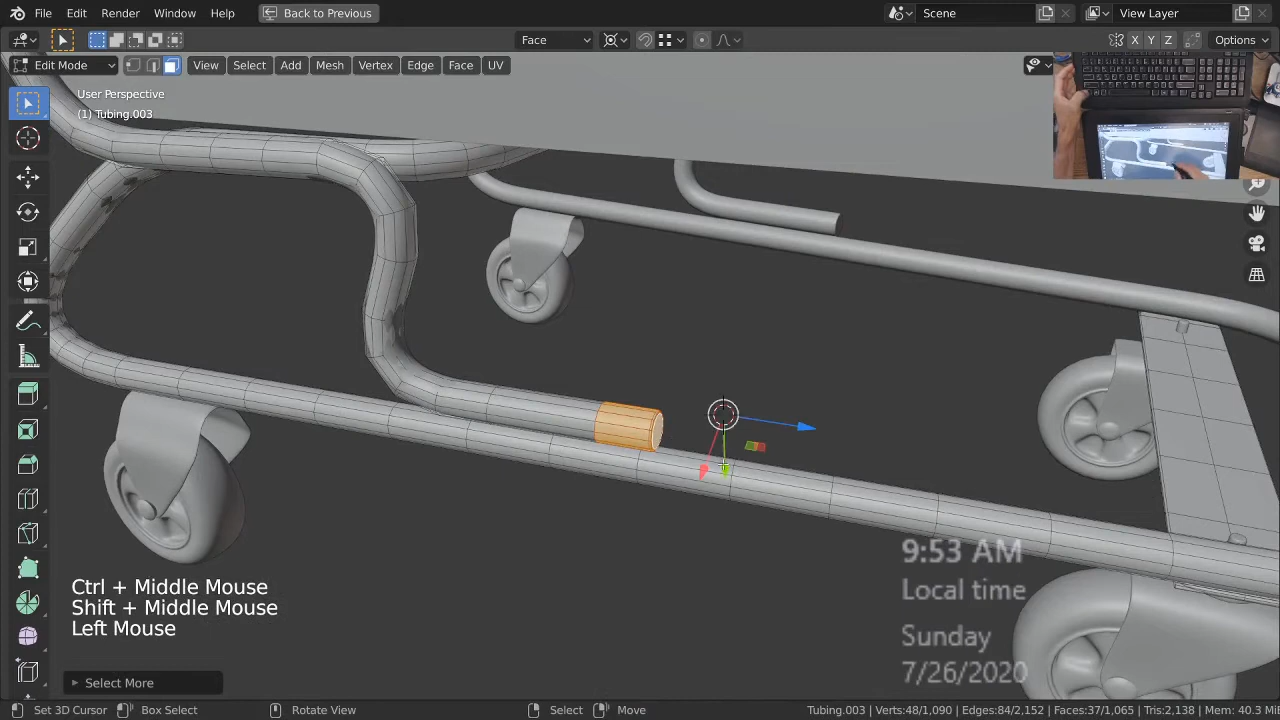 File Edit Render Window Help Back to Previous Scene View Layer
Face X Y Z Options
Edit Mode View Select Add Mesh Vertex Edge Face UV
User Perspective
(1) Tubing.003
9:53 AM
Local time
Sunday
7/26/2020
Ctrl + Middle Mouse
Shift + Middle Mouse
Left Mouse
Select More
Set 3D Cursor Box Select Rotate View Select Move Tubing.003 | Verts:48/1,090 | Edges:84/2,152 | Faces:37/1,065 | Tris:2,138 | Mem: 40.3 M